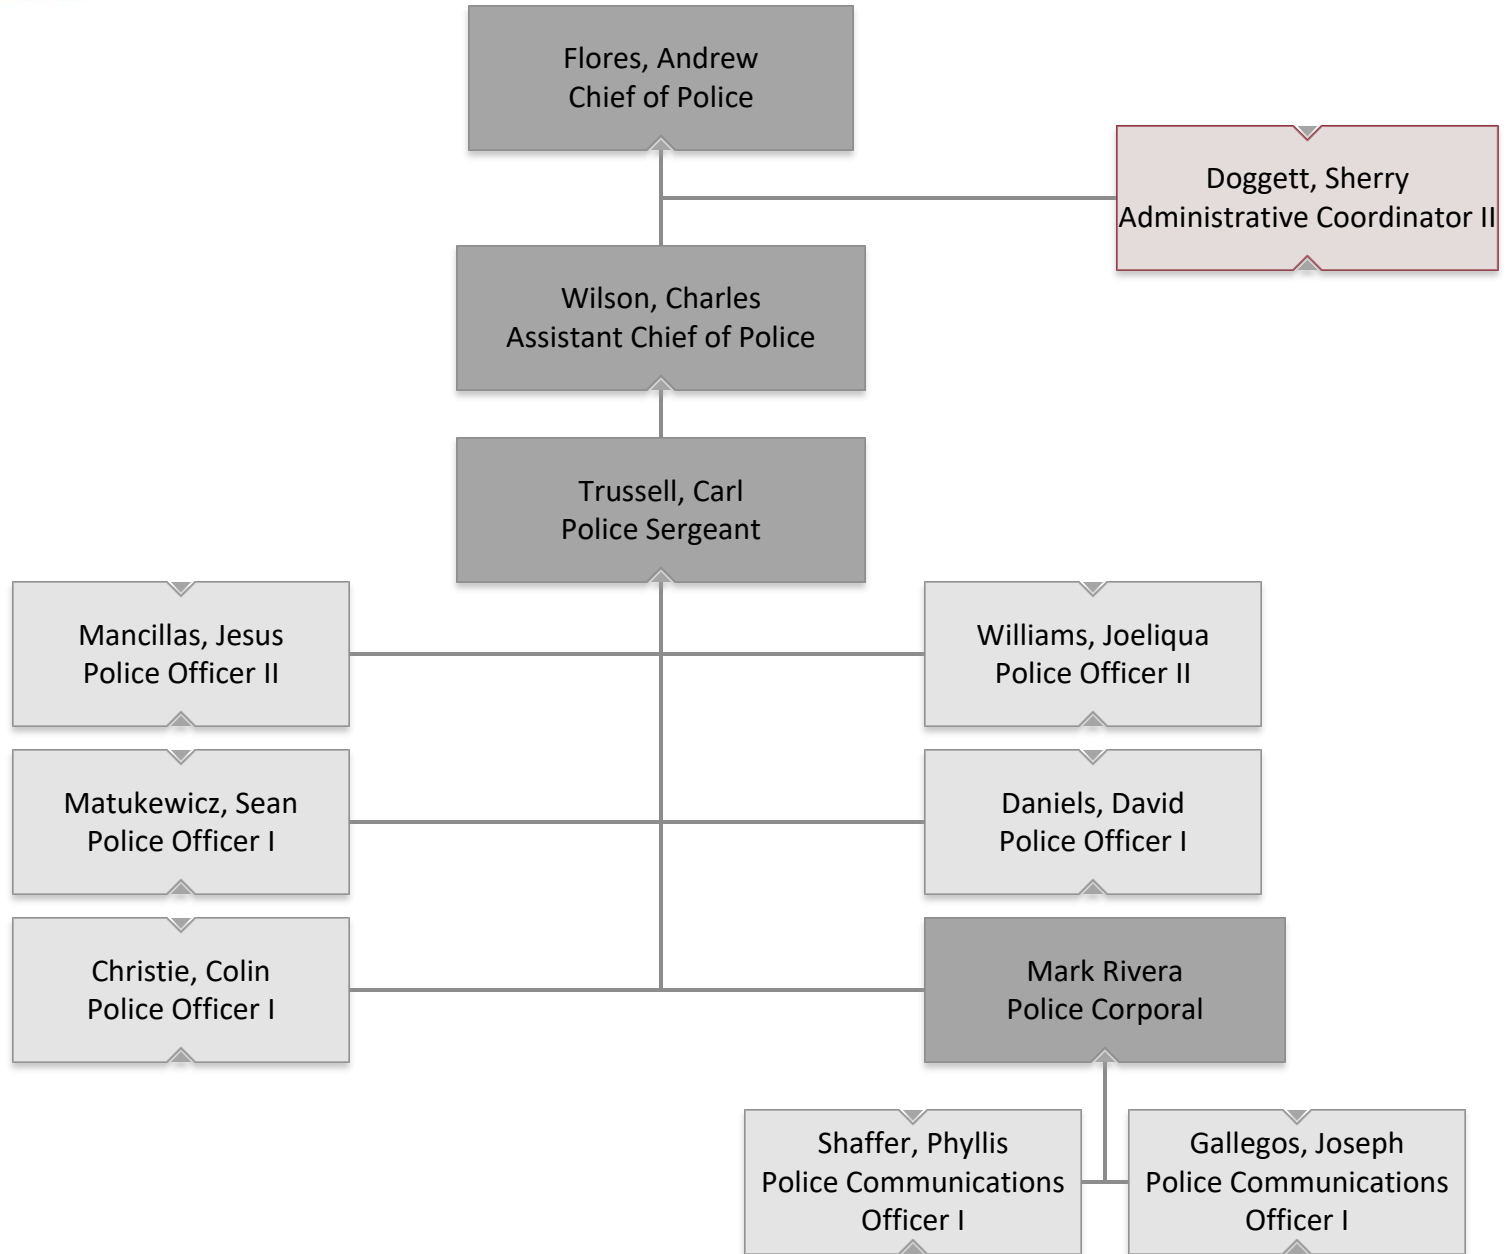 Flores, Andrew
Chief of Police
Doggett, Sherry
Administrative Coordinator II
Wilson, Charles
Assistant Chief of Police
Trussell, Carl
Police Sergeant
Mancillas, Jesus
Police Officer II
Williams, Joeliqua
Police Officer II
Matukewicz, Sean
Police Officer I
Daniels, David
Police Officer I
Christie, Colin
Police Officer I
Mark Rivera
Police Corporal
Shaffer, Phyllis
Police Communications
Officer I
Gallegos, Joseph
Police Communications
Officer I